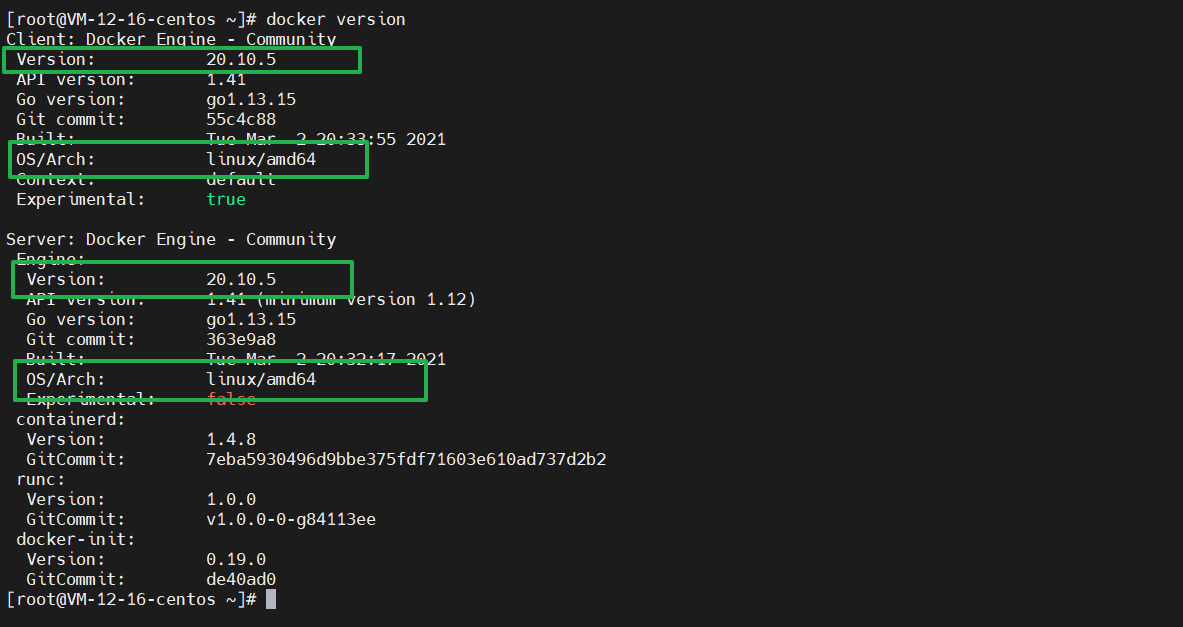 [root@VM-12-16-centos ~]# docker version
Client: Docker Engine - Community
Version: 20.10.5
API version: 1.41
Go version: go1.13.15
Git commit: 55c4c88
Built: Tue Mar 2 20:33:55 2021
OS/Arch: linux/amd64
Context: default
Experimental: true
Server: Docker Engine - Community
Engine:
Version: 20.10.5
API version: 1.41 (minimum version 1.12)
Go version: go1.13.15
Git commit: 363e9a8
Built: Tue Mar 2 20:32:17 2021
OS/Arch: linux/amd64
Experimental: false
containerd:
Version: 1.4.8
GitCommit: 7eba5930496d9bbe375fdf71603e610ad737d2b2
runc:
Version: 1.0.0
GitCommit: v1.0.0-0-g84113ee
docker-init:
Version: 0.19.0
GitCommit: de40ad0
[root@VM-12-16-centos ~]#